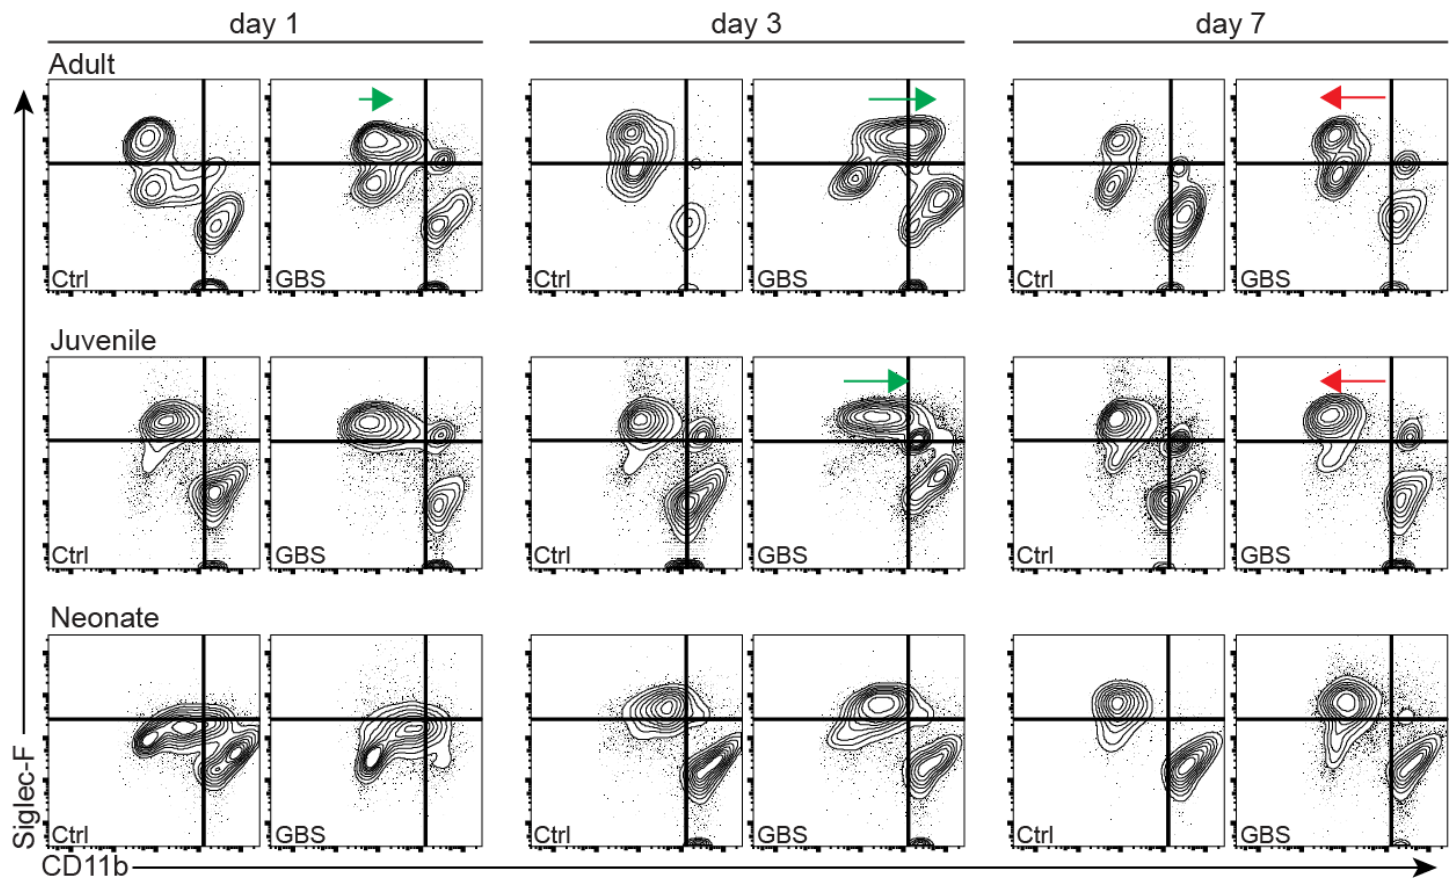 day 1 day 3 day 7
Adult
Ctrl GBS Ctrl GBS Ctrl GBS
Juvenile
Ctrl GBS Ctrl GBS Ctrl GBS
Neonate
Ctrl GBS Ctrl GBS Ctrl GBS
Siglec-F
CD11b